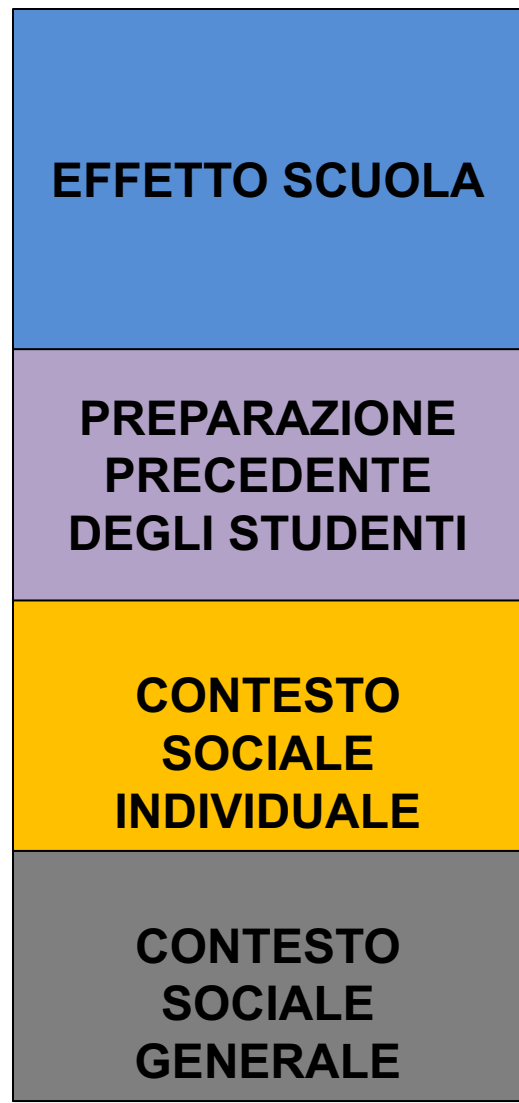 EFFETTO SCUOLA
PREPARAZIONE
PRECEDENTE
DEGLI STUDENTI
CONTESTO
SOCIALE
INDIVIDUALE
CONTESTO
SOCIALE
GENERALE